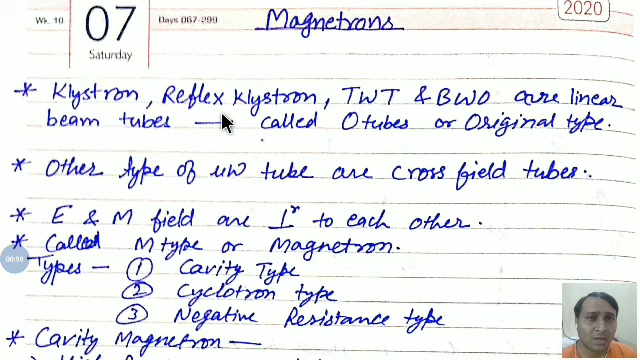 Wk. 10
07
Saturday
Days 067-299
2020
Magnetrons
* Klystron, Reflex Klystron, TWT & BWO are linear
beam tubes — called O tubes or Original type.
* Other type of uw tube are cross field tubes.
* E & M field are ⊥r to each other.
* Called M type or Magnetron.
Types — ① Cavity Type
② Cyclotron type
③ Negative Resistance type
* Cavity Magnetron —
00:58